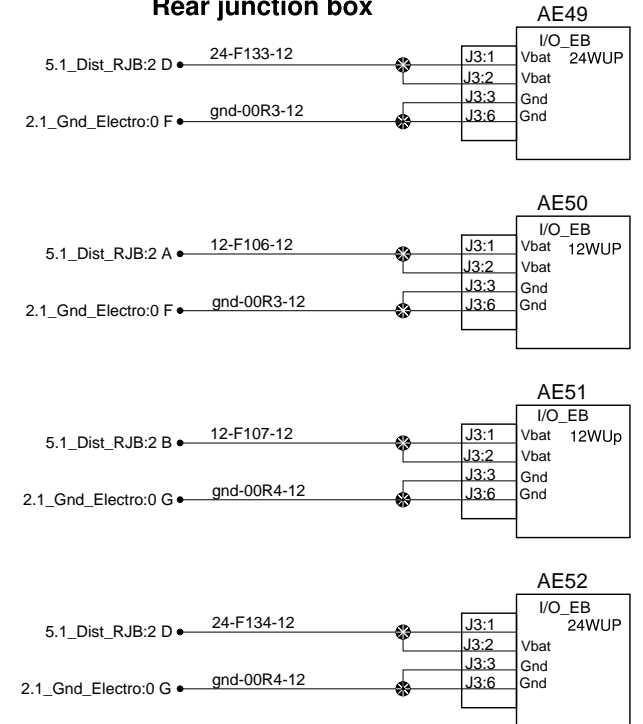 Rear junction box
AE49
I/O_EB
5.1_Dist_RJB:2 D 24-F133-12 J3:1 Vbat 24WUP
J3:2 Vbat
J3:3 Gnd
2.1_Gnd_Electro:0 F gnd-00R3-12 J3:6 Gnd
AE50
I/O_EB
5.1_Dist_RJB:2 A 12-F106-12 J3:1 Vbat 12WUP
J3:2 Vbat
J3:3 Gnd
2.1_Gnd_Electro:0 F gnd-00R3-12 J3:6 Gnd
AE51
I/O_EB
5.1_Dist_RJB:2 B 12-F107-12 J3:1 Vbat 12WUp
J3:2 Vbat
J3:3 Gnd
2.1_Gnd_Electro:0 G gnd-00R4-12 J3:6 Gnd
AE52
I/O_EB
5.1_Dist_RJB:2 D 24-F134-12 J3:1 24WUP
J3:2 Vbat
J3:3 Gnd
2.1_Gnd_Electro:0 G gnd-00R4-12 J3:6 Gnd